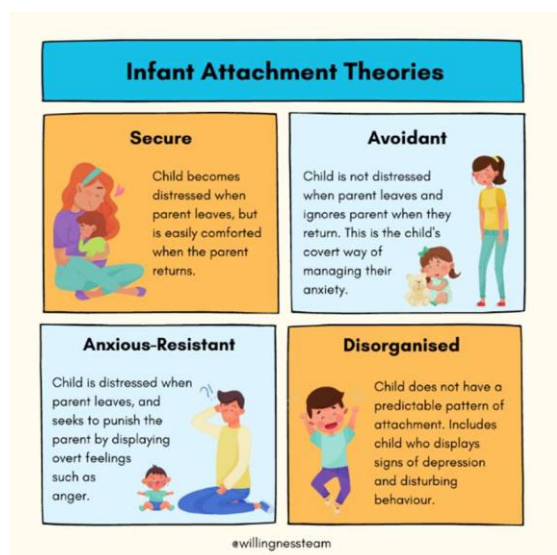 Infant Attachment Theories
Secure
Child becomes
distressed when
parent leaves, but
is easily comforted
when the parent
returns.
Avoidant
Child is not distressed
when parent leaves and
ignores parent when they
return. This is the child's
covert way of
managing their
anxiety.
Anxious-Resistant
Child is distressed when
parent leaves, and
seeks to punish the
parent by displaying
overt feelings
such as
anger.
Disorganised
Child does not have a
predictable pattern of
attachment. Includes
child who displays
signs of depression
and disturbing
behaviour.
@willingnessteam